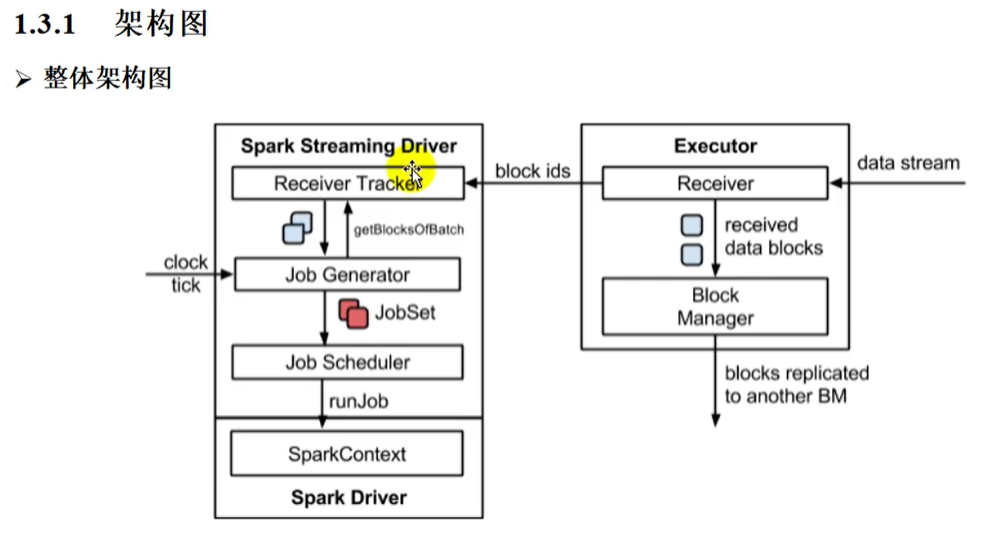 1.3.1 架构图
➢ 整体架构图
Spark Streaming Driver
Receiver Tracker
getBlocksOfBatch
clock
tick
Job Generator
JobSet
Job Scheduler
runJob
SparkContext
Spark Driver
block ids
Executor
data stream
Receiver
received
data blocks
Block
Manager
blocks replicated
to another BM